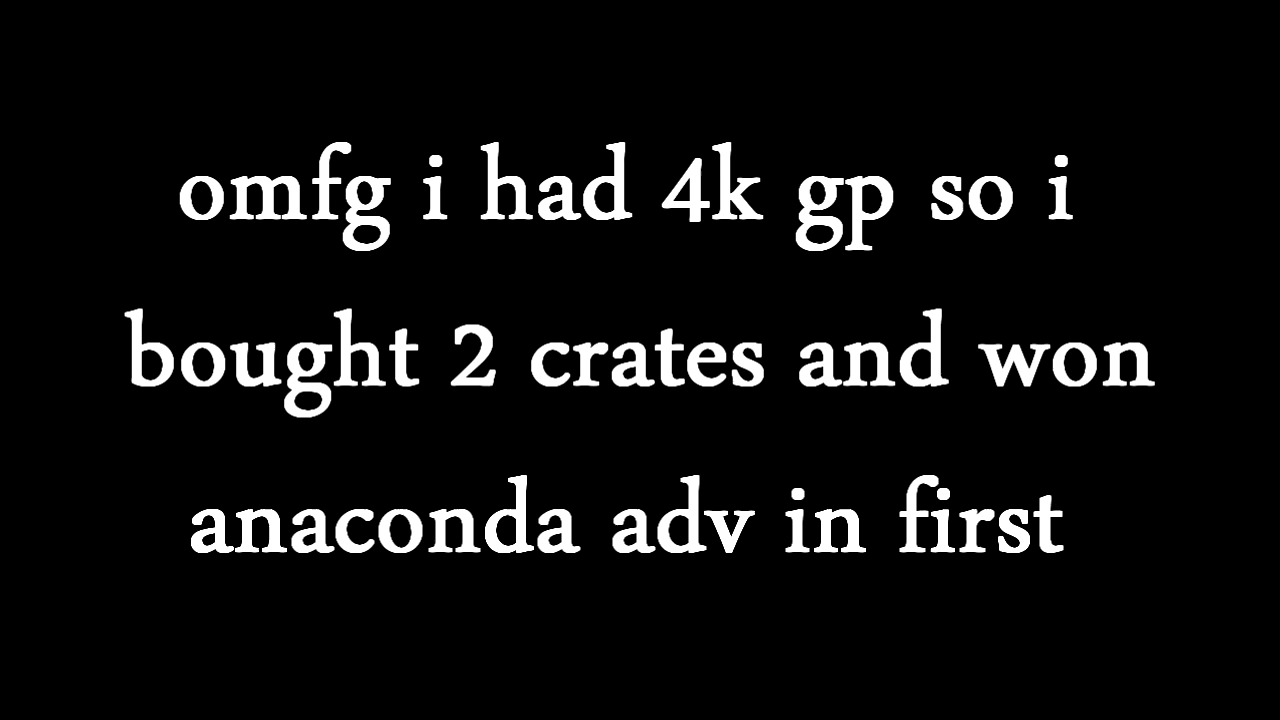 omfg i had 4k gp so i
bought 2 crates and won
anaconda adv in first